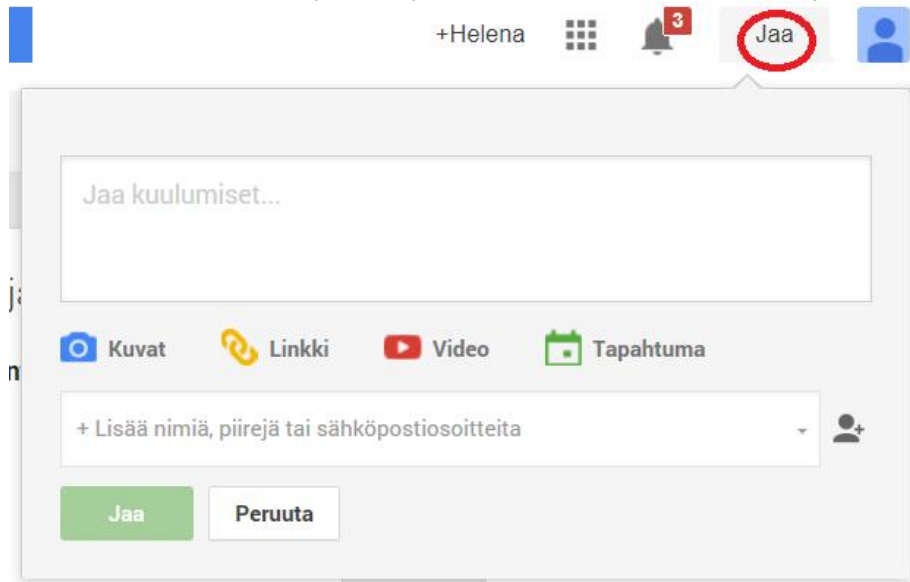 +Helena 3 Jaa
Jaa kuulumiset...
Kuvat Linkki Video Tapahtuma
+ Lisää nimiä, piirejä tai sähköpostiosoitteita
Jaa Peruuta